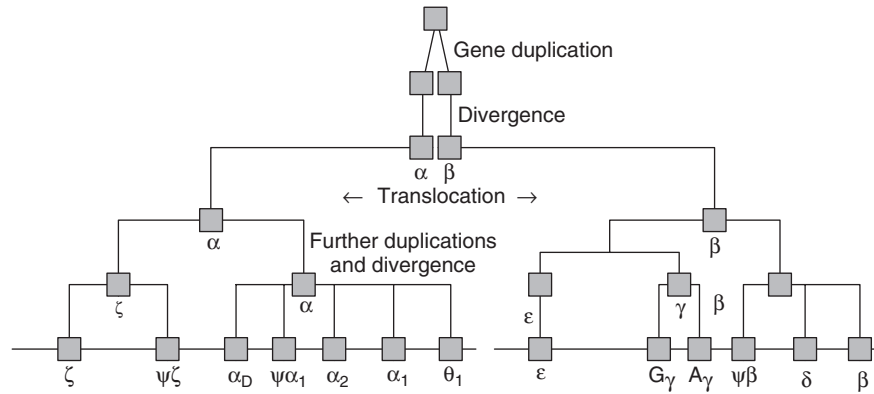 Gene duplication
Divergence
α β
← Translocation →
α
β
Further duplications
and divergence
ζ
α
ε
γ
β
ζ ψζ αD ψα1 α2 α1 θ1
ε Gγ Aγ ψβ δ β